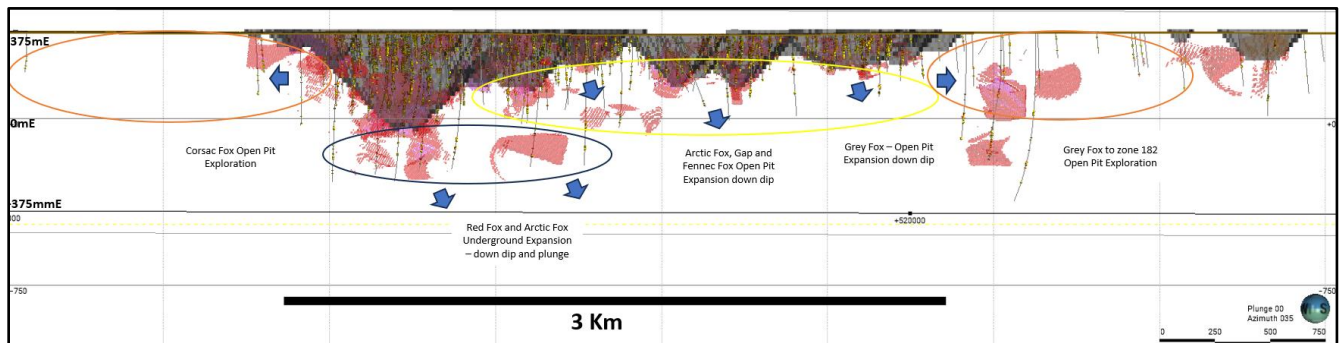 375mE
0mE
+0
Corsac Fox Open Pit
Exploration
Arctic Fox, Gap and
Fennec Fox Open Pit
Expansion down dip
Grey Fox – Open Pit
Expansion down dip
Grey Fox to zone 182
Open Pit Exploration
-375mmE
000
+520000
Red Fox and Arctic Fox
Underground Expansion
– down dip and plunge
-750
-750
3 Km
Plunge 00
Azimuth 035
0 250 500 750